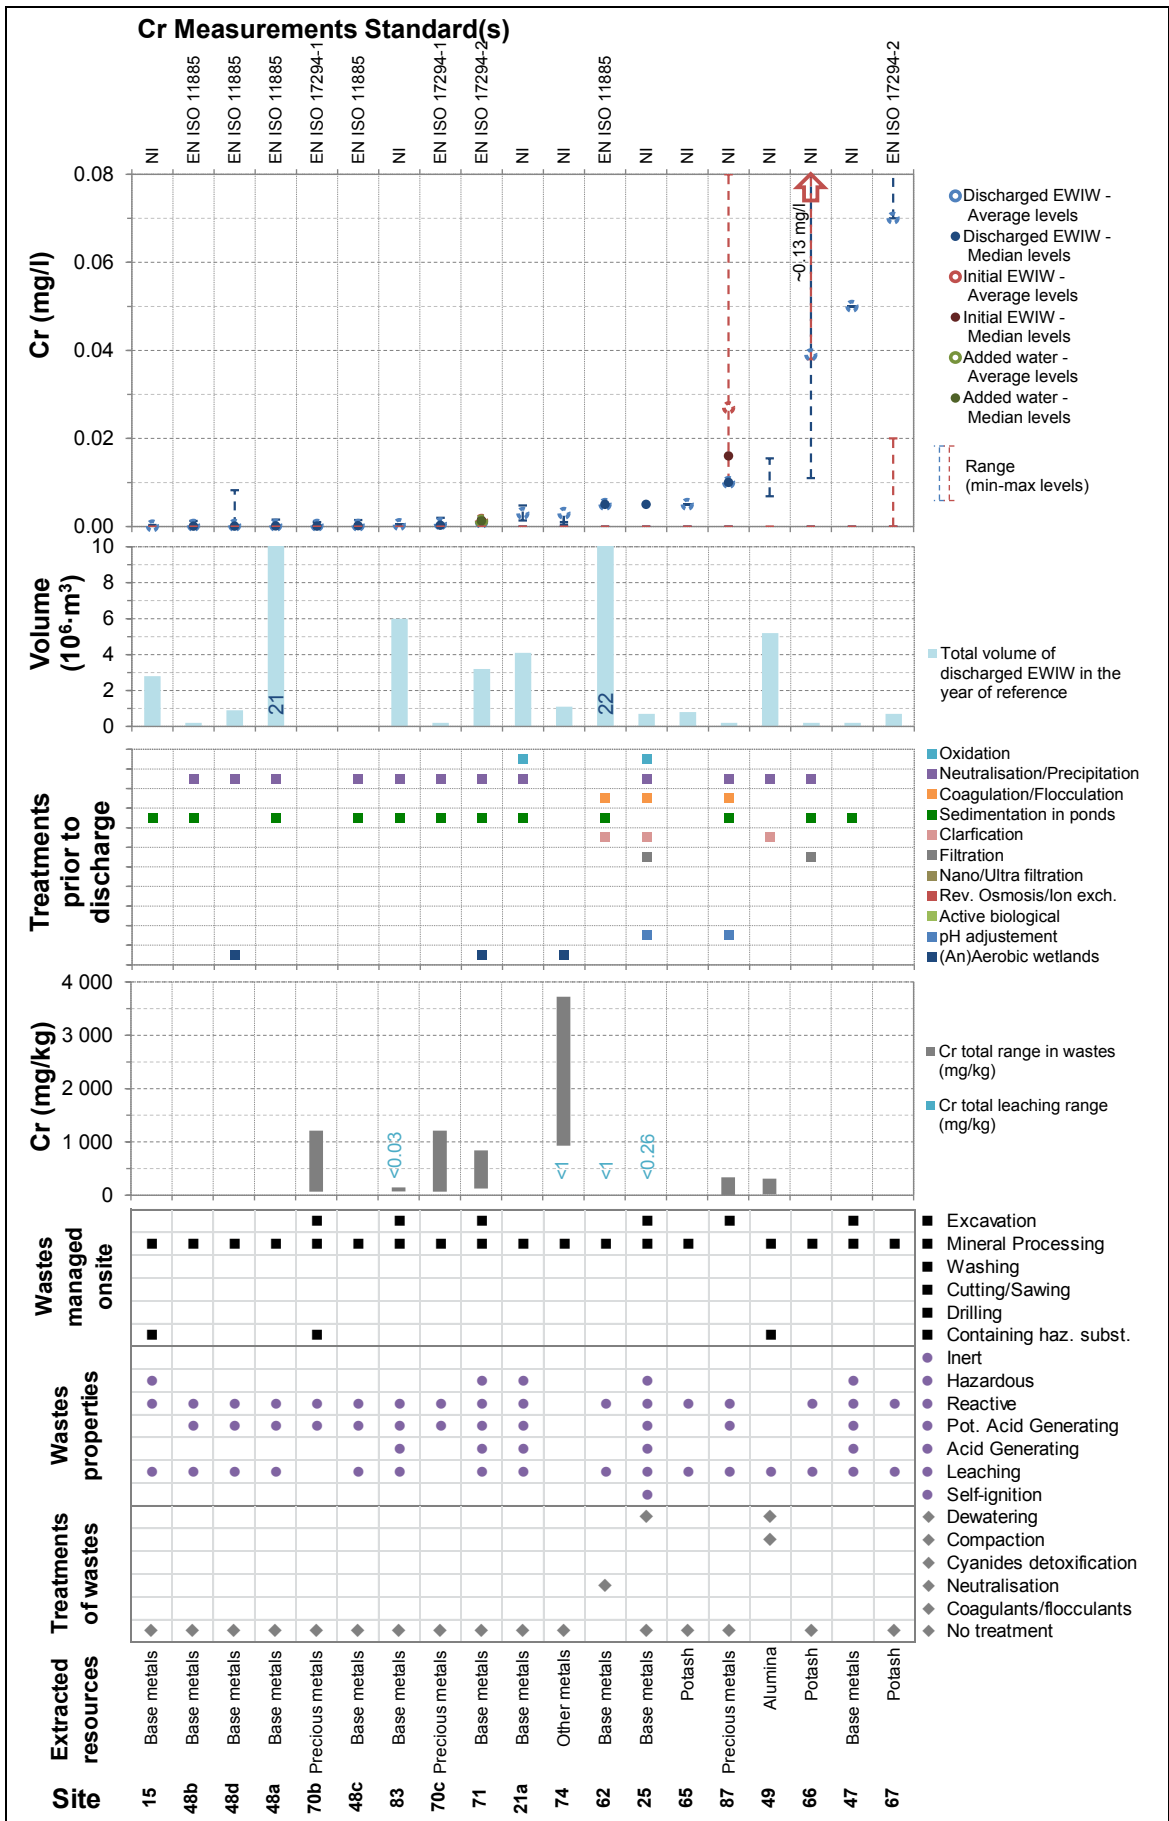 Cr Measurements Standard(s)
NI
EN ISO 11885
EN ISO 11885
EN ISO 11885
EN ISO 17294-1
EN ISO 11885
NI
EN ISO 17294-1
EN ISO 17294-2
NI
NI
EN ISO 11885
NI
NI
NI
NI
NI
NI
EN ISO 17294-2
Cr (mg/l)
0.08
0.06
0.04
0.02
0.00
~0.13 mg/l
Discharged EWIW -
Average levels
Discharged EWIW -
Median levels
Initial EWIW -
Average levels
Initial EWIW -
Median levels
Added water -
Average levels
Added water -
Median levels
Range
(min-max levels)
Volume
(10⁶·m³)
10
8
6
4
2
0
21
22
Total volume of
discharged EWIW in the
year of reference
Treatments
prior to
discharge
Oxidation
Neutralisation/Precipitation
Coagulation/Flocculation
Sedimentation in ponds
Clarfication
Filtration
Nano/Ultra filtration
Rev. Osmosis/Ion exch.
Active biological
pH adjustement
(An)Aerobic wetlands
Cr (mg/kg)
4 000
3 000
2 000
1 000
0
<0.03
<1
<1
<0.26
Cr total range in wastes
(mg/kg)
Cr total leaching range
(mg/kg)
Wastes
managed
onsite
Excavation
Mineral Processing
Washing
Cutting/Sawing
Drilling
Containing haz. subst.
Wastes
properties
Inert
Hazardous
Reactive
Pot. Acid Generating
Acid Generating
Leaching
Self-ignition
Treatments
of wastes
Dewatering
Compaction
Cyanides detoxification
Neutralisation
Coagulants/flocculants
No treatment
Extracted
resources
Base metals
Base metals
Base metals
Base metals
Precious metals
Base metals
Base metals
Precious metals
Base metals
Base metals
Other metals
Base metals
Base metals
Potash
Precious metals
Alumina
Potash
Base metals
Potash
Site
15
48b
48d
48a
70b
48c
83
70c
71
21a
74
62
25
65
87
49
66
47
67